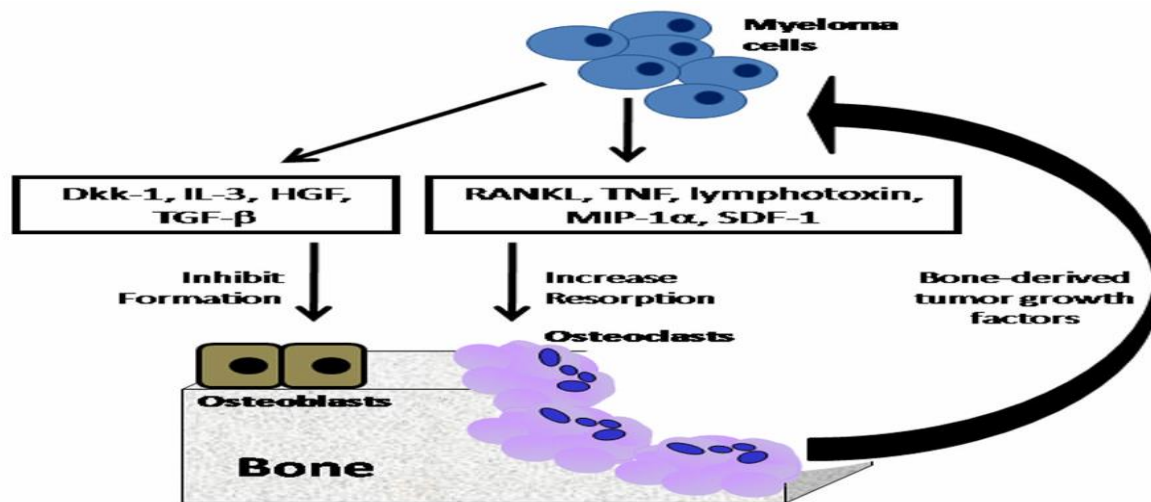 Myeloma
cells
Dkk-1, IL-3, HGF,
TGF-β
RANKL, TNF, lymphotoxin,
MIP-1α, SDF-1
Inhibit
Formation
Increase
Resorption
Bone-derived
tumor growth
factors
Osteoclasts
Osteoblasts
Bone